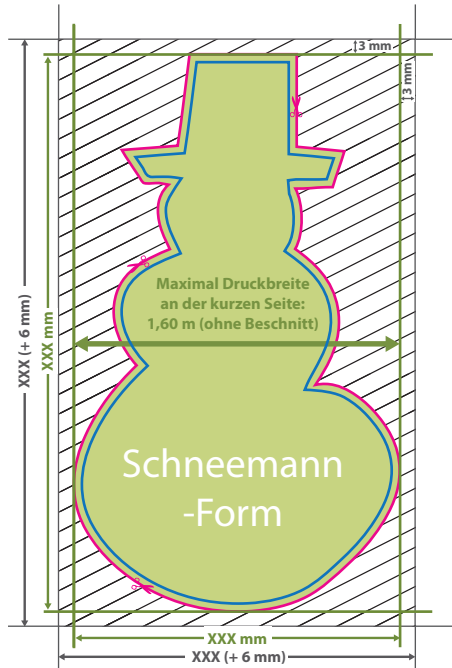 3 mm
3 mm
XXX (+ 6 mm)
XXX mm
Maximal Druckbreite
an der kurzen Seite:
1,60 m (ohne Beschnitt)
Schneemann
-Form
XXX mm
XXX (+ 6 mm)